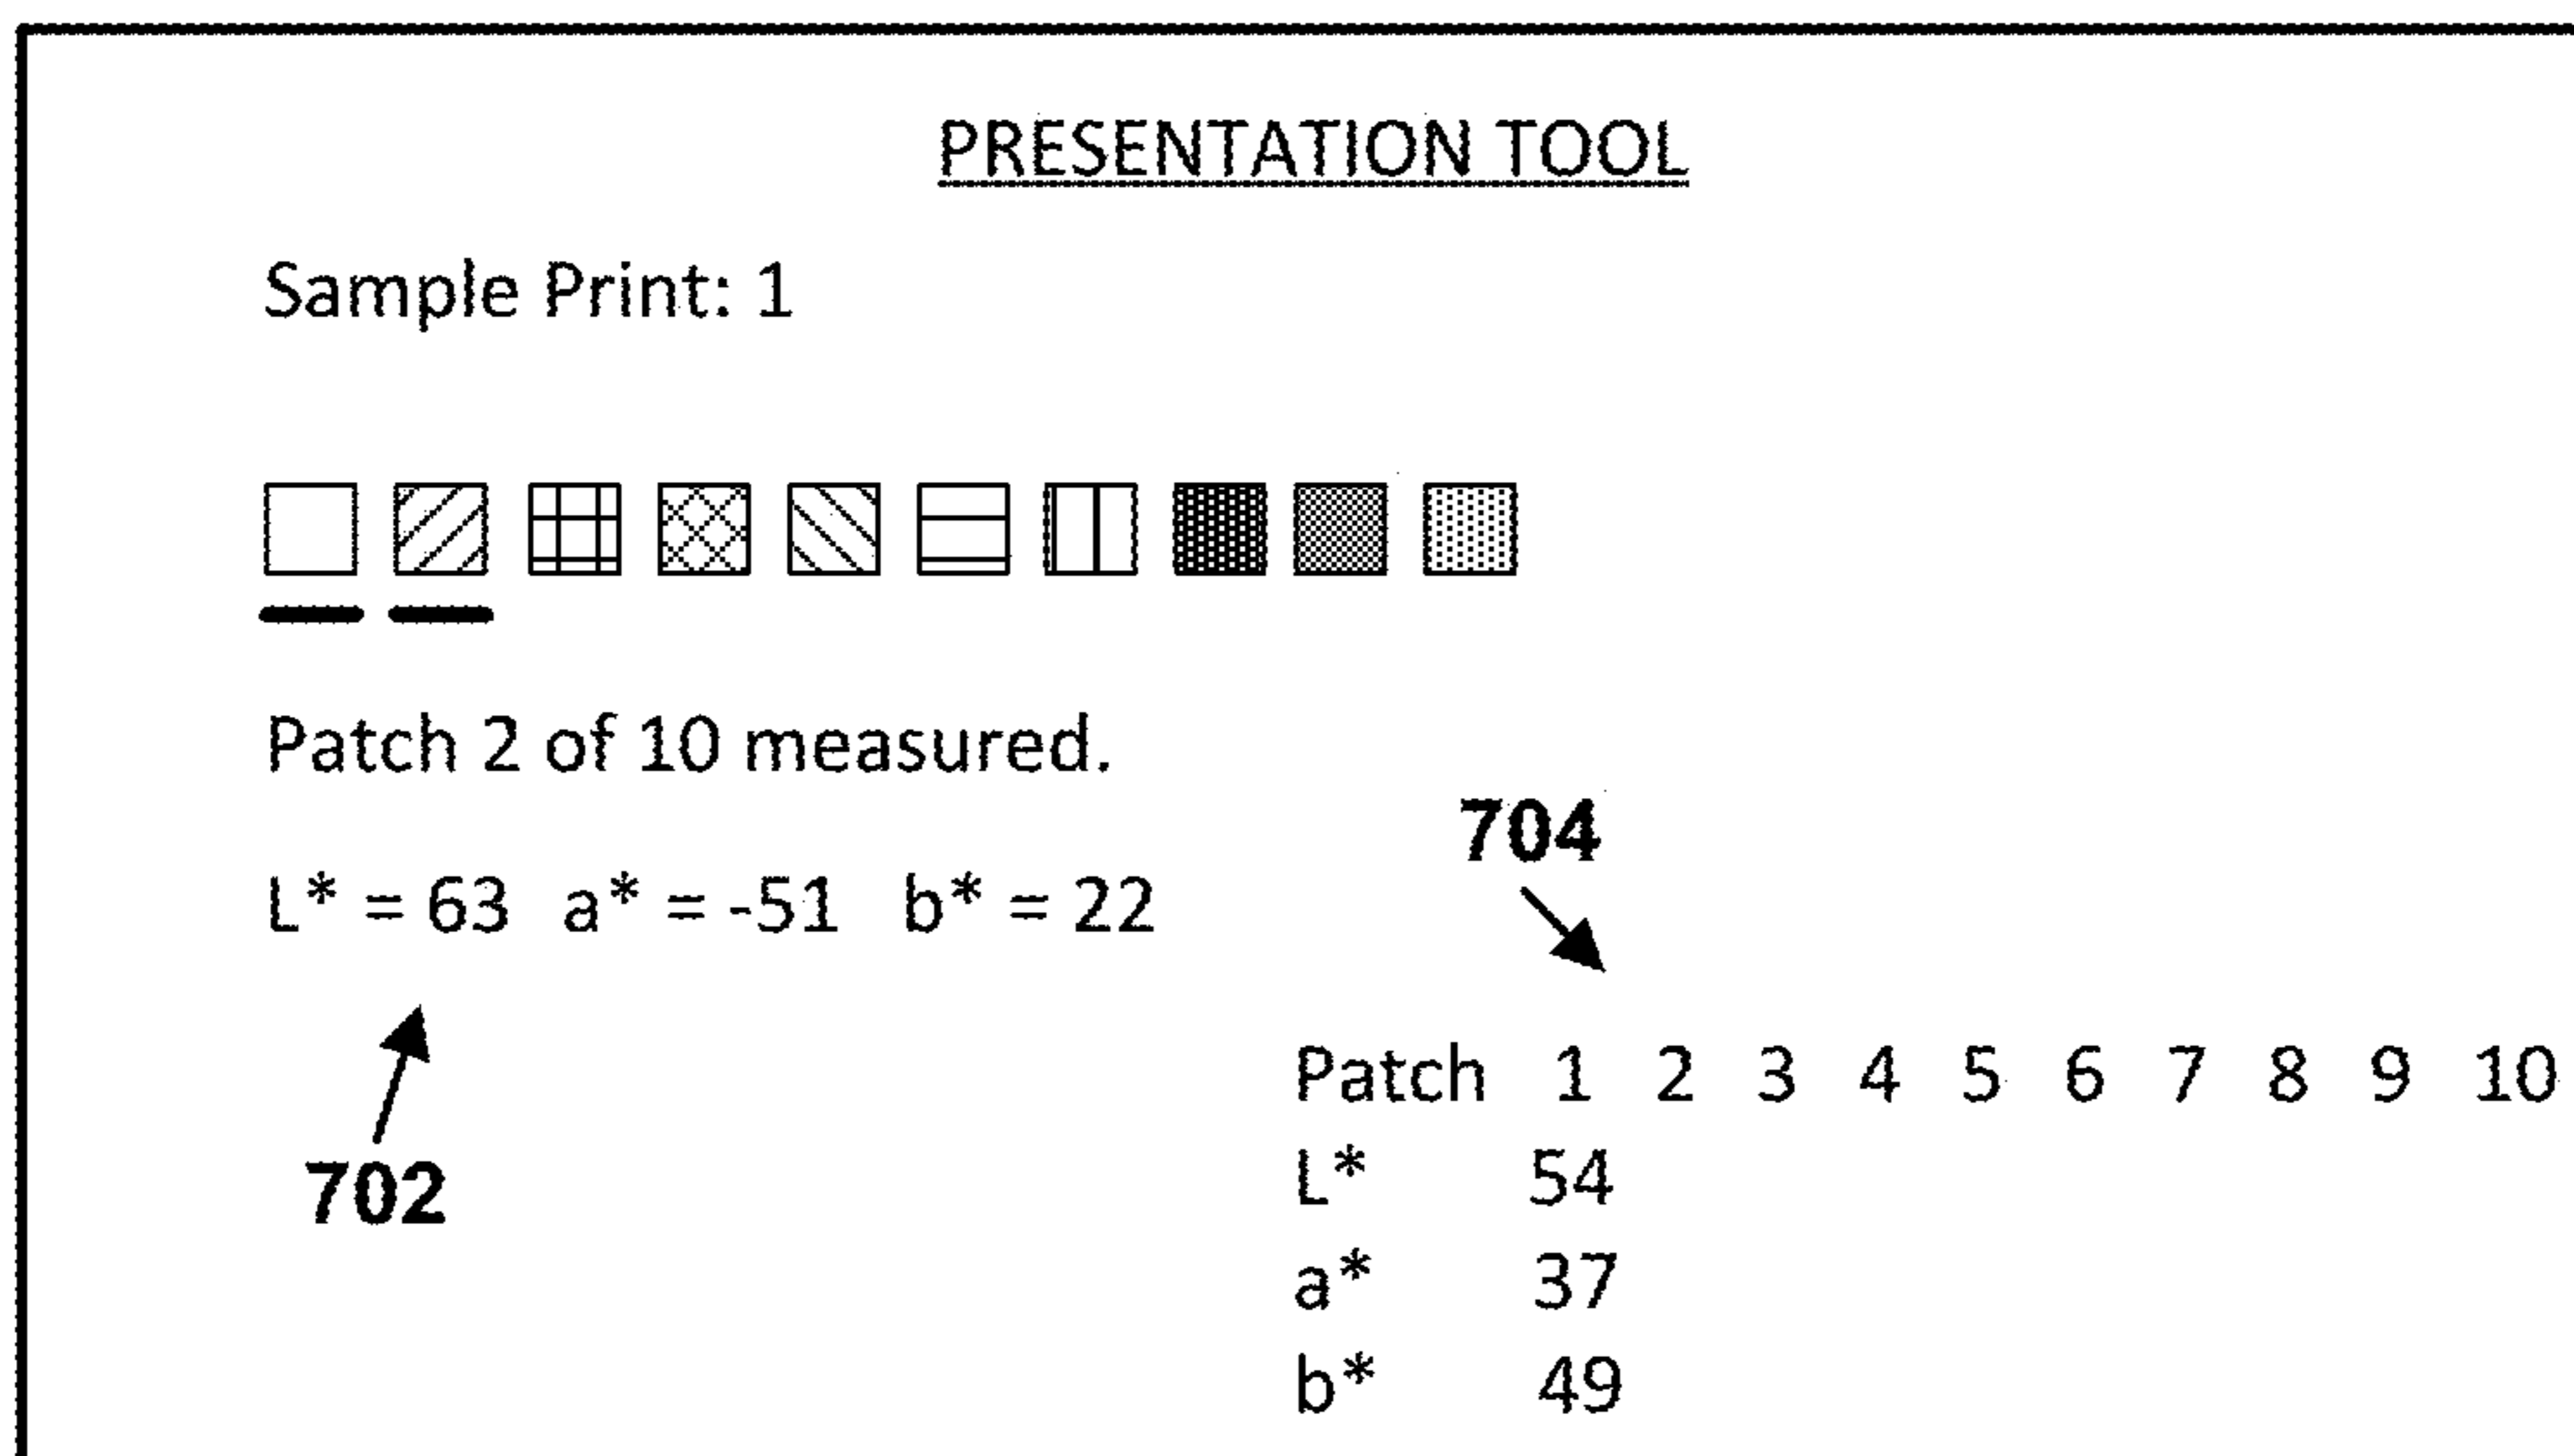 PRESENTATION TOOL
Sample Print: 1
Patch 2 of 10 measured.
L* = 63 a* = -51 b* = 22
704
702
Patch 1 2 3 4 5 6 7 8 9 10
L* 54
a* 37
b* 49